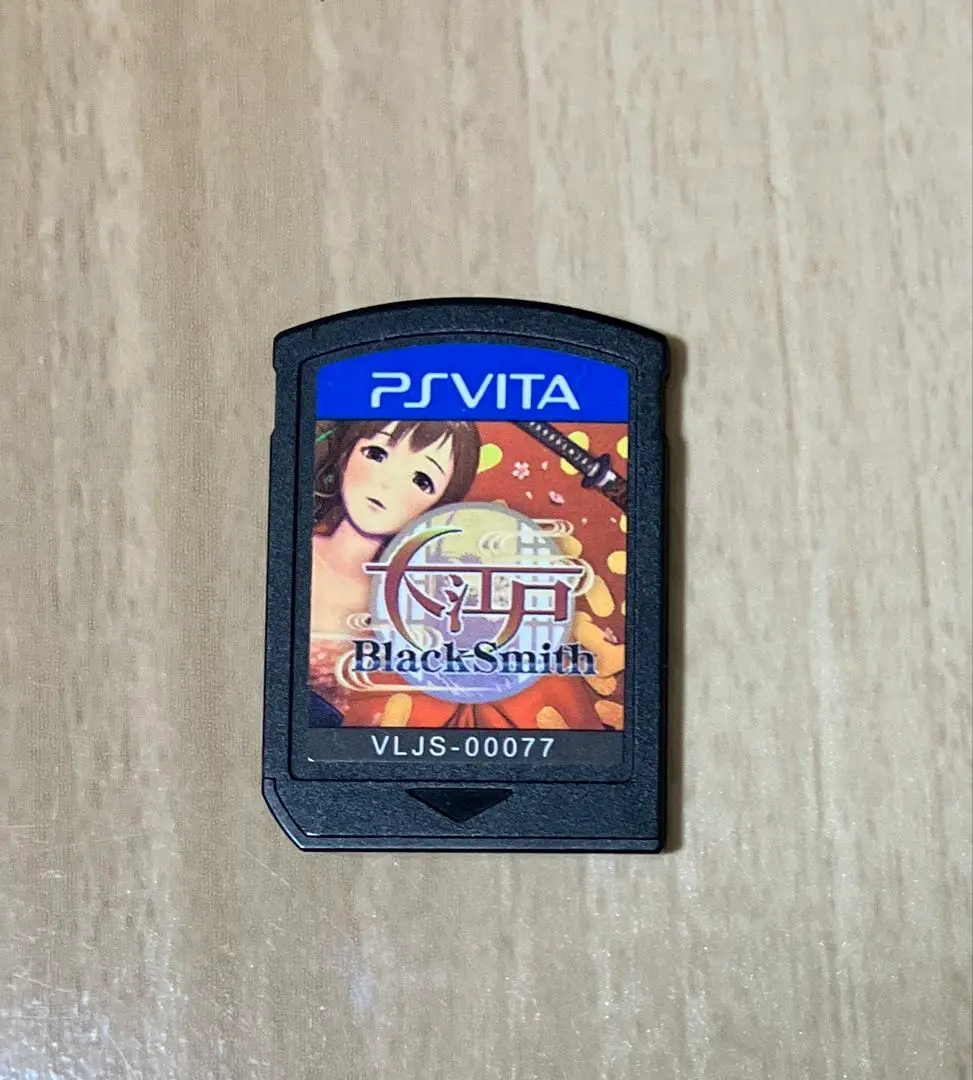 PSVITA
大江戸
BlackSmith
VLJS-00077